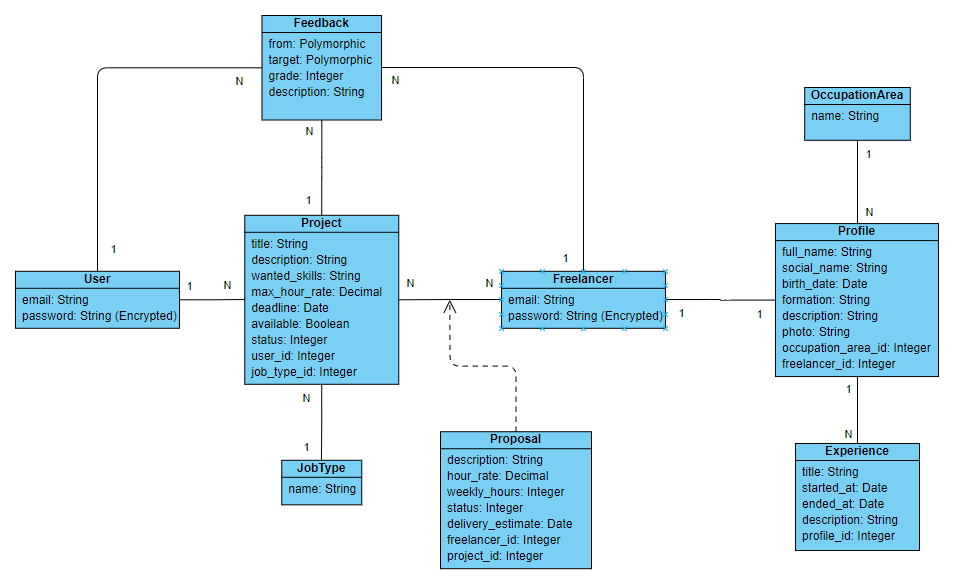 Feedback
from: Polymorphic
target: Polymorphic
grade: Integer
description: String
N
N
N
1
1
1
OccupationArea
name: String
1
N
User
email: String
password: String (Encrypted)
1
N
Project
title: String
description: String
wanted_skills: String
max_hour_rate: Decimal
deadline: Date
available: Boolean
status: Integer
user_id: Integer
job_type_id: Integer
N
N
Freelancer
email: String
password: String (Encrypted)
1
1
Profile
full_name: String
social_name: String
birth_date: Date
formation: String
description: String
photo: String
occupation_area_id: Integer
freelancer_id: Integer
N
1
JobType
name: String
Proposal
description: String
hour_rate: Decimal
weekly_hours: Integer
status: Integer
delivery_estimate: Date
freelancer_id: Integer
project_id: Integer
1
N
Experience
title: String
started_at: Date
ended_at: Date
description: String
profile_id: Integer